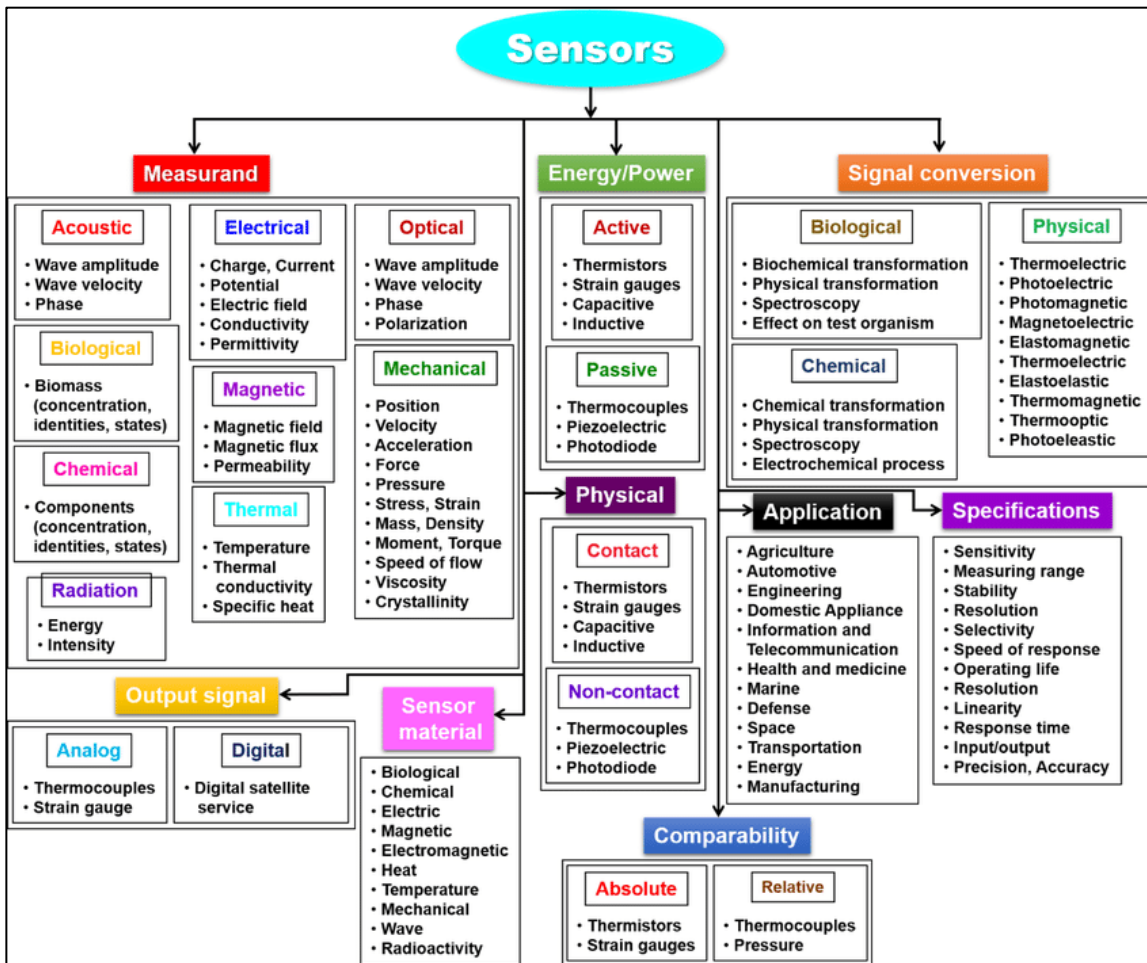 Sensors
Measurand
Acoustic
• Wave amplitude
• Wave velocity
• Phase
Biological
• Biomass
(concentration,
identities, states)
Chemical
• Components
(concentration,
identities, states)
Radiation
• Energy
• Intensity
Electrical
• Charge, Current
• Potential
• Electric field
• Conductivity
• Permittivity
Magnetic
• Magnetic field
• Magnetic flux
• Permeability
Thermal
• Temperature
• Thermal
conductivity
• Specific heat
Optical
• Wave amplitude
• Wave velocity
• Phase
• Polarization
Mechanical
• Position
• Velocity
• Acceleration
• Force
• Pressure
• Stress, Strain
• Mass, Density
• Moment, Torque
• Speed of flow
• Viscosity
• Crystallinity
Energy/Power
Active
• Thermistors
• Strain gauges
• Capacitive
• Inductive
Passive
• Thermocouples
• Piezoelectric
• Photodiode
Signal conversion
Biological
• Biochemical transformation
• Physical transformation
• Spectroscopy
• Effect on test organism
Chemical
• Chemical transformation
• Physical transformation
• Spectroscopy
• Electrochemical process
Physical
• Thermoelectric
• Photoelectric
• Photomagnetic
• Magnetoelectric
• Elastomagnetic
• Thermoelectric
• Elastoelastic
• Thermomagnetic
• Thermooptic
• Photoeleastic
Physical
Contact
• Thermistors
• Strain gauges
• Capacitive
• Inductive
Non-contact
• Thermocouples
• Piezoelectric
• Photodiode
Application
• Agriculture
• Automotive
• Engineering
• Domestic Appliance
• Information and
Telecommunication
• Health and medicine
• Marine
• Defense
• Space
• Transportation
• Energy
• Manufacturing
Specifications
• Sensitivity
• Measuring range
• Stability
• Resolution
• Selectivity
• Speed of response
• Operating life
• Resolution
• Linearity
• Response time
• Input/output
• Precision, Accuracy
Output signal
Analog
• Thermocouples
• Strain gauge
Digital
• Digital satellite
service
Sensor
material
• Biological
• Chemical
• Electric
• Magnetic
• Electromagnetic
• Heat
• Temperature
• Mechanical
• Wave
• Radioactivity
Comparability
Absolute
• Thermistors
• Strain gauges
Relative
• Thermocouples
• Pressure